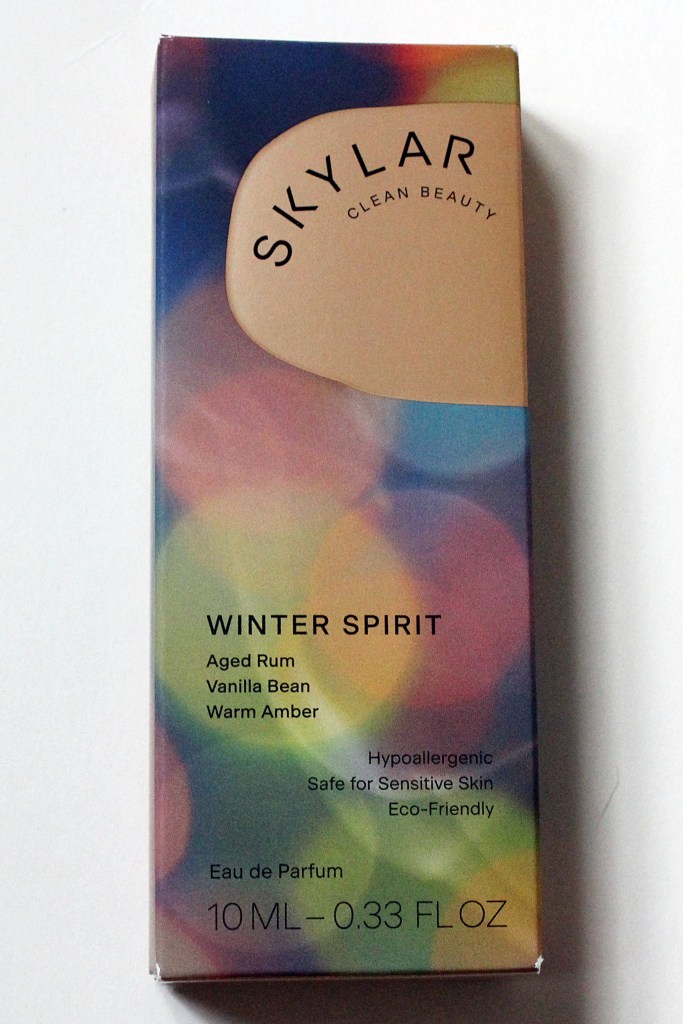 SKYLAR
CLEAN BEAUTY
WINTER SPIRIT
Aged Rum
Vanilla Bean
Warm Amber
Hypoallergenic
Safe for Sensitive Skin
Eco-Friendly
Eau de Parfum
10 ML – 0.33 FL OZ